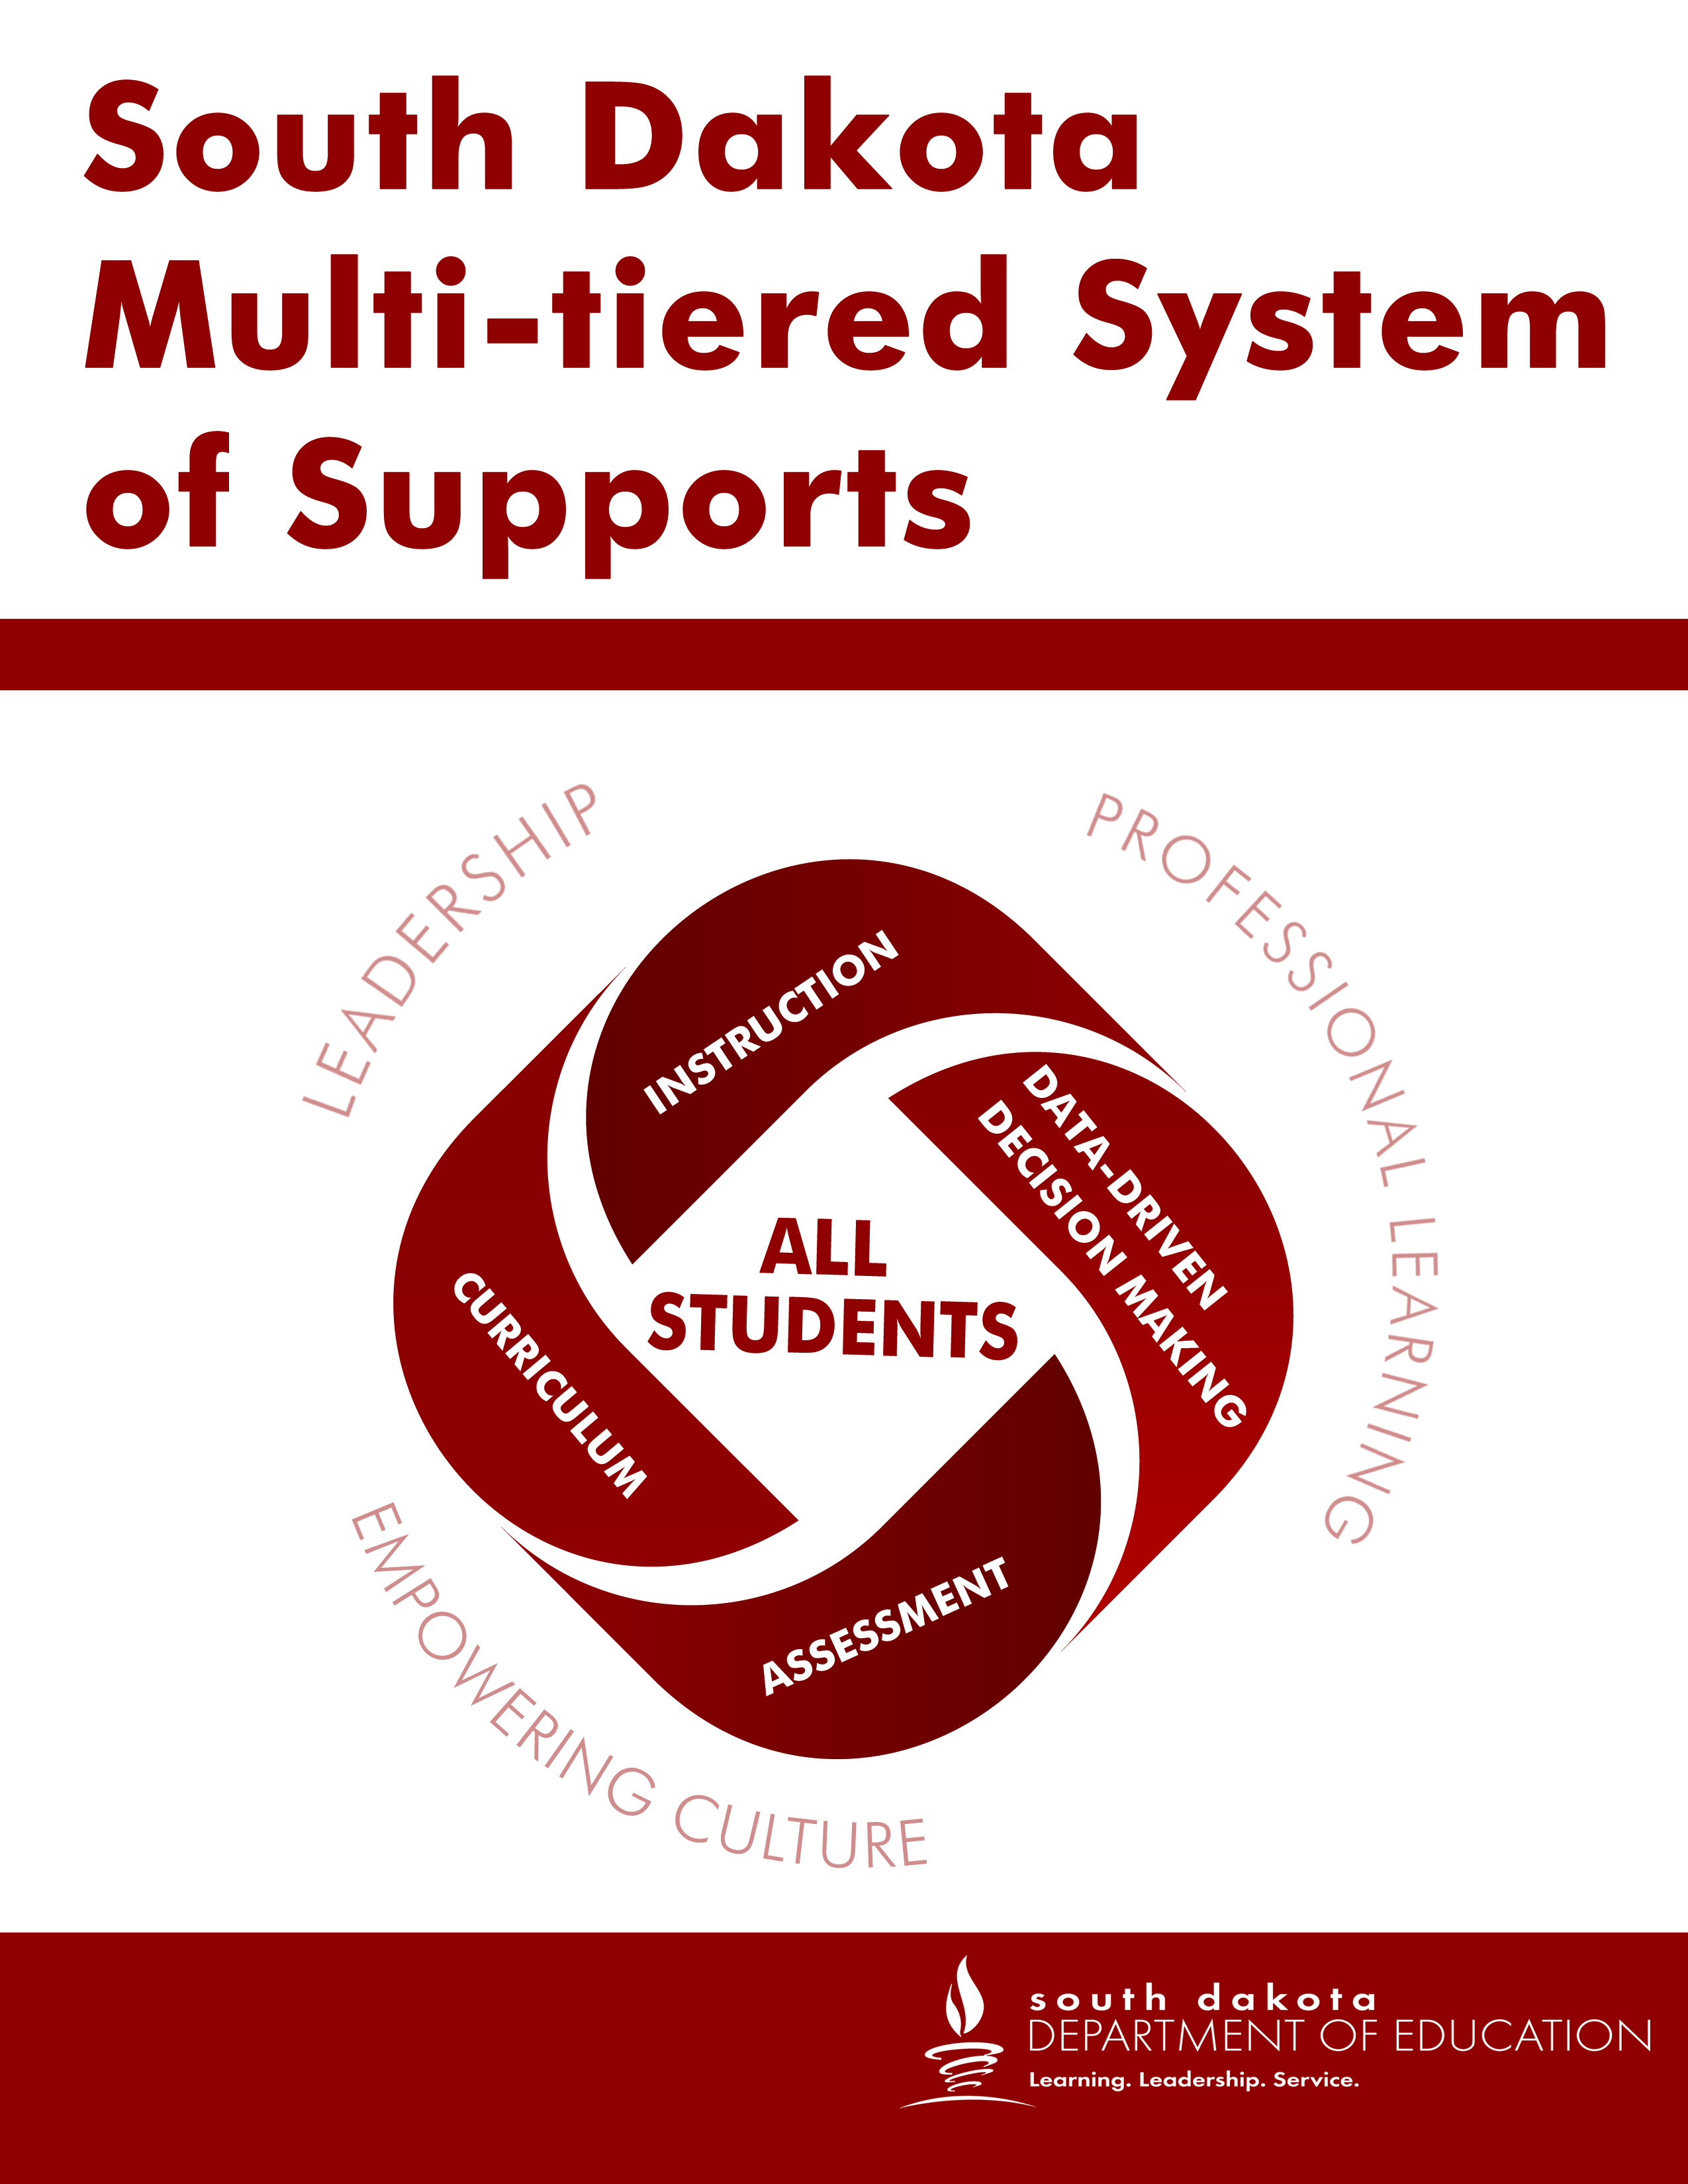 South Dakota
Multi-tiered System
of Supports
LEADERSHIP
PROFESSIONAL LEARNING
INSTRUCTION
DATA-DRIVEN
DECISION MAKING
ALL
STUDENTS
CURRICULUM
ASSESSMENT
EMPOWERING CULTURE
south dakota
DEPARTMENT OF EDUCATION
Learning. Leadership. Service.